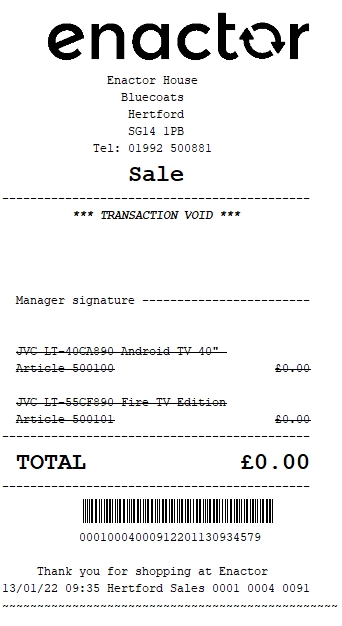 enactor
Enactor House
Bluecoats
Hertford
SG14 1PB
Tel: 01992 500881
Sale
*** TRANSACTION VOID ***
Manager signature ------------------------
JVC LT-40CA890 Android TV 40"
Article 500100 £0.00
JVC LT-55CF890 Fire TV Edition
Article 500101 £0.00
TOTAL £0.00
00010004000912201130934579
Thank you for shopping at Enactor
13/01/22 09:35 Hertford Sales 0001 0004 0091